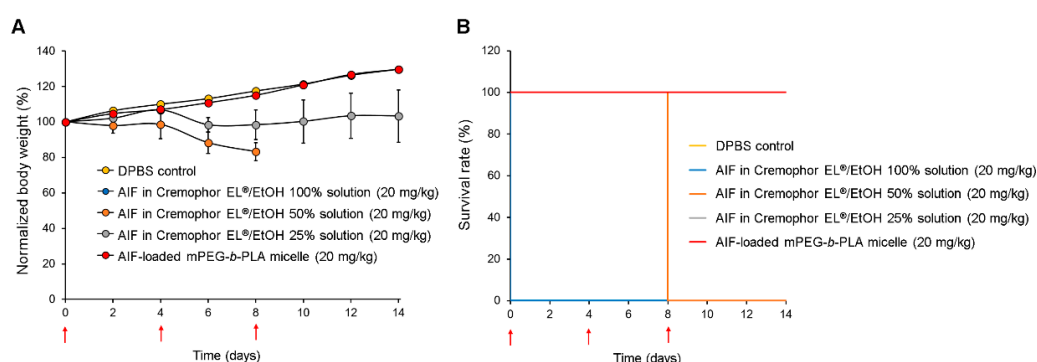 A
Normalized body weight (%)
140
120
100
80
60
40
20
0
DPBS control
AIF in Cremophor EL®/EtOH 100% solution (20 mg/kg)
AIF in Cremophor EL®/EtOH 50% solution (20 mg/kg)
AIF in Cremophor EL®/EtOH 25% solution (20 mg/kg)
AIF-loaded mPEG-b-PLA micelle (20 mg/kg)
0 2 4 6 8 10 12 14
Time (days)
B
Survival rate (%)
120
100
80
60
40
20
0
DPBS control
AIF in Cremophor EL®/EtOH 100% solution (20 mg/kg)
AIF in Cremophor EL®/EtOH 50% solution (20 mg/kg)
AIF in Cremophor EL®/EtOH 25% solution (20 mg/kg)
AIF-loaded mPEG-b-PLA micelle (20 mg/kg)
0 2 4 6 8 10 12 14
Time (days)